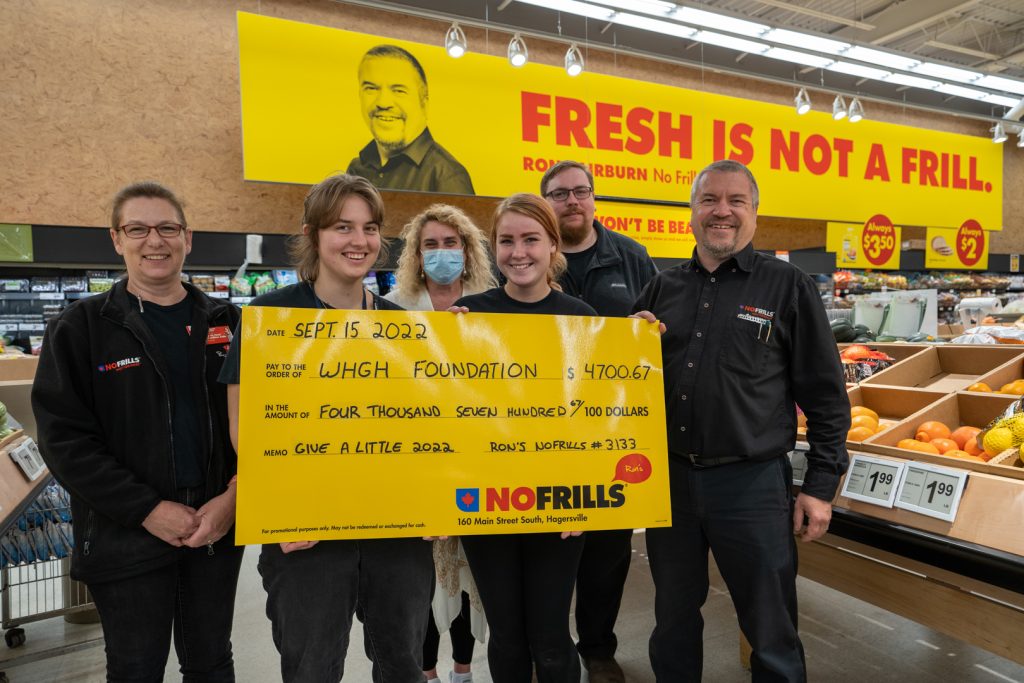 FRESH IS NOT A FRILL.
RON No Frill
WON'T BE BEA
Always $3.50
Always $2
NOFRILLS
NOFRILLS
DATE SEPT. 15 2022
PAY TO THE ORDER OF WHGH FOUNDATION $ 4700.67
IN THE AMOUNT OF FOUR THOUSAND SEVEN HUNDRED 67/100 DOLLARS
MEMO GIVE A LITTLE 2022 RON'S NOFRILLS # 3133
Ron's
NOFRILLS
160 Main Street South, Hagersville
For promotional purposes only. May not be redeemed or exchanged for cash.
1.99
1.99